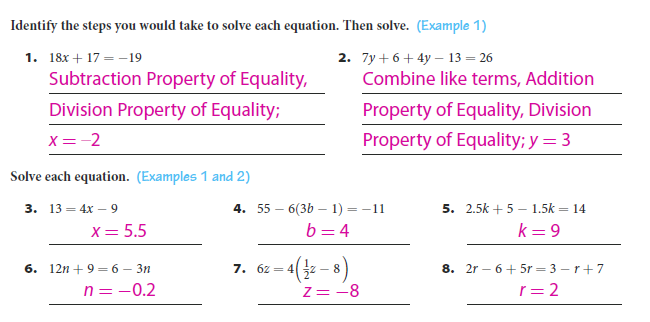 Identify the steps you would take to solve each equation. Then solve. (Example 1)
1. 18x + 17 = −19
2. 7y + 6 + 4y − 13 = 26
Subtraction Property of Equality,
Combine like terms, Addition
Division Property of Equality;
Property of Equality, Division
x = −2
Property of Equality; y = 3
Solve each equation. (Examples 1 and 2)
3. 13 = 4x − 9
4. 55 − 6(3b − 1) = −11
5. 2.5k + 5 − 1.5k = 14
x = 5.5
b = 4
k = 9
6. 12n + 9 = 6 − 3n
7. 6z = 4(1/2z − 8)
8. 2r − 6 + 5r = 3 − r + 7
n = −0.2
z = −8
r = 2